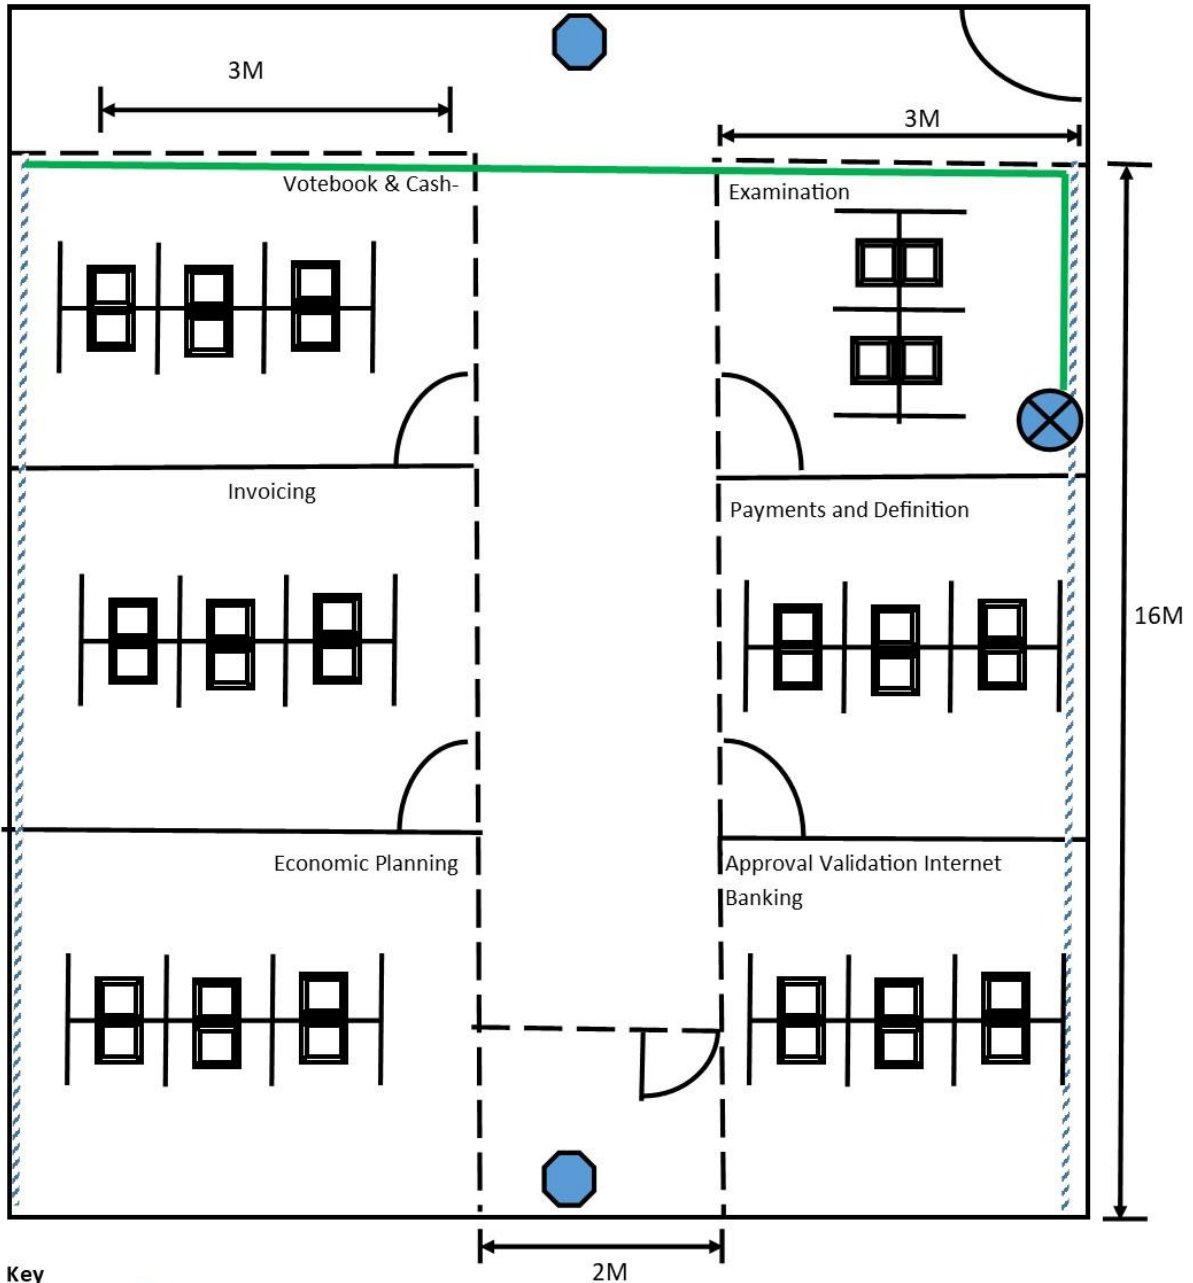 3M
3M
Votebook & Cash-
Examination
Invoicing
Payments and Definition
16M
Economic Planning
Approval Validation Internet
Banking
2M
Key